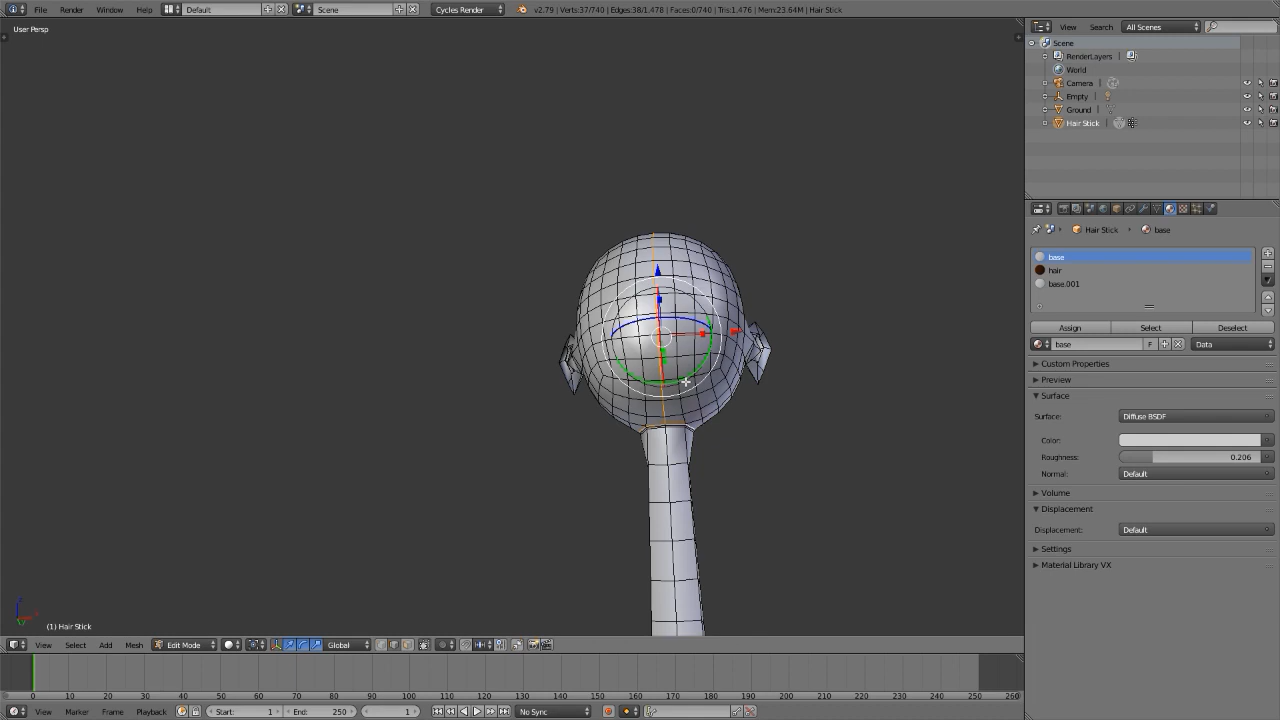 File Render Window Help Default Scene Cycles Render v2.79 | Verts:37/740 | Edges:38/1,478 | Faces:0/740 | Tris:1,476 | Mem:23.64M | Hair Stick
User Persp
View Search All Scenes
Scene
RenderLayers
World
Camera
Empty
Ground
Hair Stick
Hair Stick base
base
hair
base.001
Assign Select Deselect
base F Data
Custom Properties
Preview
Surface
Surface: Diffuse BSDF
Color:
Roughness: 0.206
Normal: Default
Volume
Displacement
Displacement: Default
Settings
Material Library VX
z
x
(1) Hair Stick
View Select Add Mesh Edit Mode Global
0 10 20 30 40 50 60 70 80 90 100 110 120 130 140 150 160 170 180 190 200 210 220 230 240 250 260
View Marker Frame Playback Start: 1 End: 250 1 No Sync